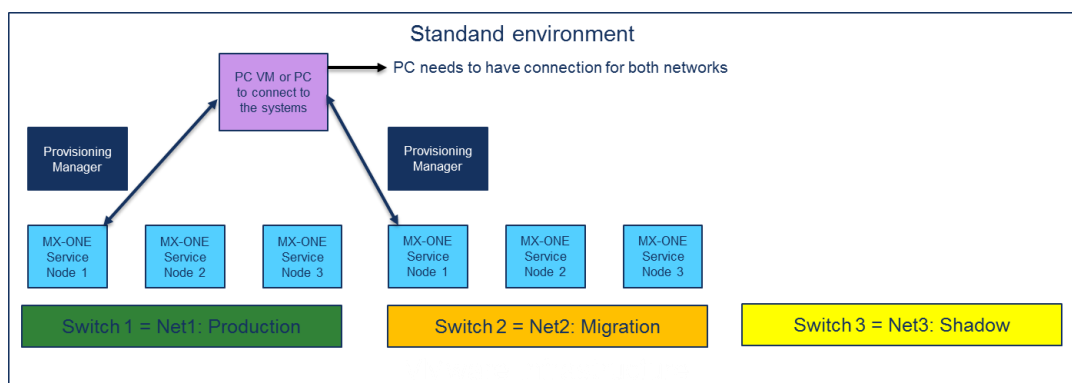 Standand environment
PC needs to have connection for both networks
PC VM or PC
to connect to
the systems
Provisioning
Manager
Provisioning
Manager
MX-ONE
Service
Node 1
MX-ONE
Service
Node 2
MX-ONE
Service
Node 3
MX-ONE
Service
Node 1
MX-ONE
Service
Node 2
MX-ONE
Service
Node 3
Switch 1 = Net1: Production
Switch 2 = Net2: Migration
Switch 3 = Net3: Shadow